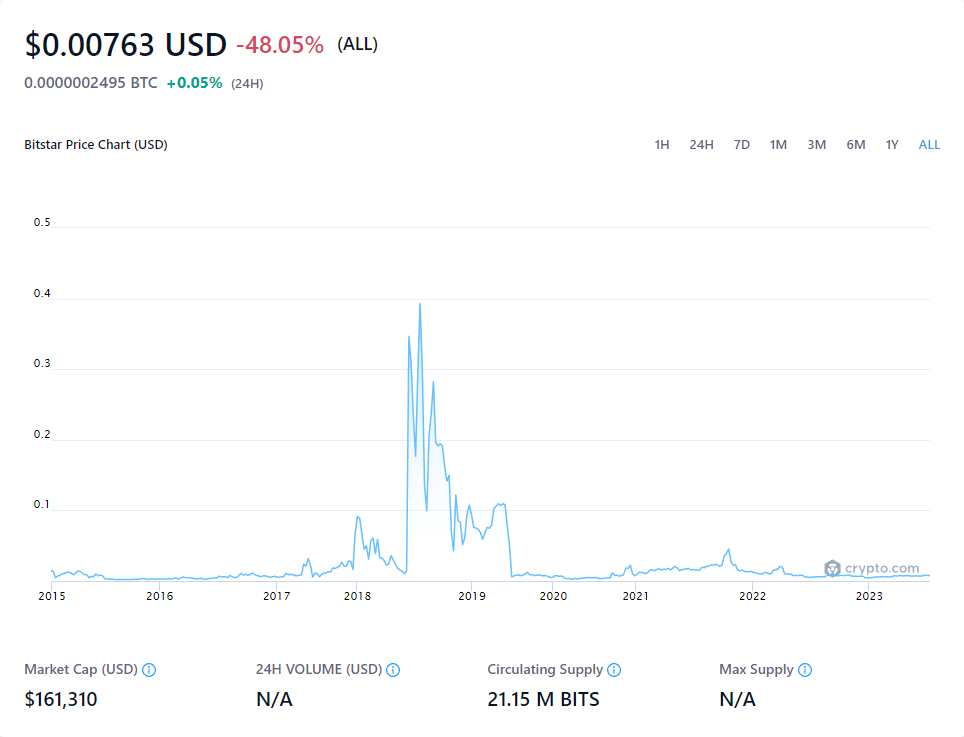 $0.00763 USD -48.05% (ALL)
0.0000002495 BTC +0.05% (24H)
Bitstar Price Chart (USD) 1H 24H 7D 1M 3M 6M 1Y ALL
0.5
0.4
0.3
0.2
0.1
crypto.com
2015 2016 2017 2018 2019 2020 2021 2022 2023
Market Cap (USD) 24H VOLUME (USD) Circulating Supply Max Supply
$161,310 N/A 21.15 M BITS N/A